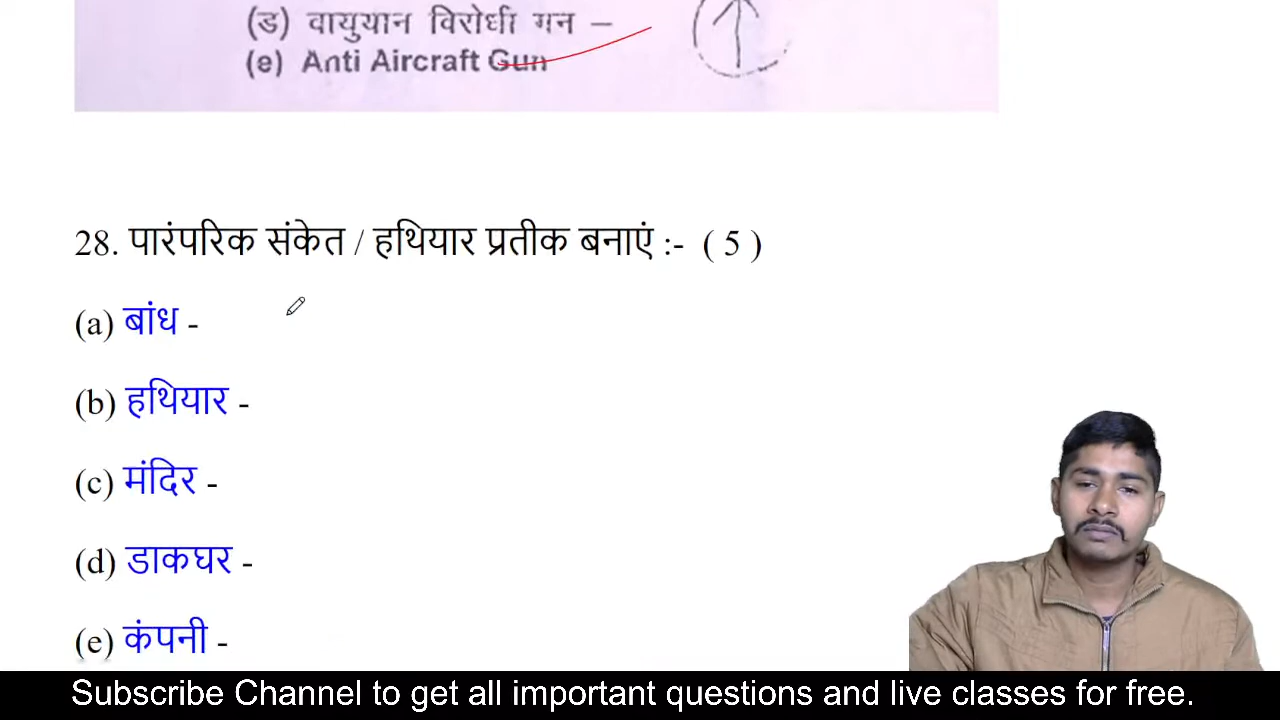 (ड) वायुयान विरोधी गन –
(e) Anti Aircraft Gun
28. पारंपरिक संकेत / हथियार प्रतीक बनाएं :- ( 5 )
(a) बांध -
(b) हथियार -
(c) मंदिर -
(d) डाकघर -
(e) कंपनी -
Subscribe Channel to get all important questions and live classes for free.